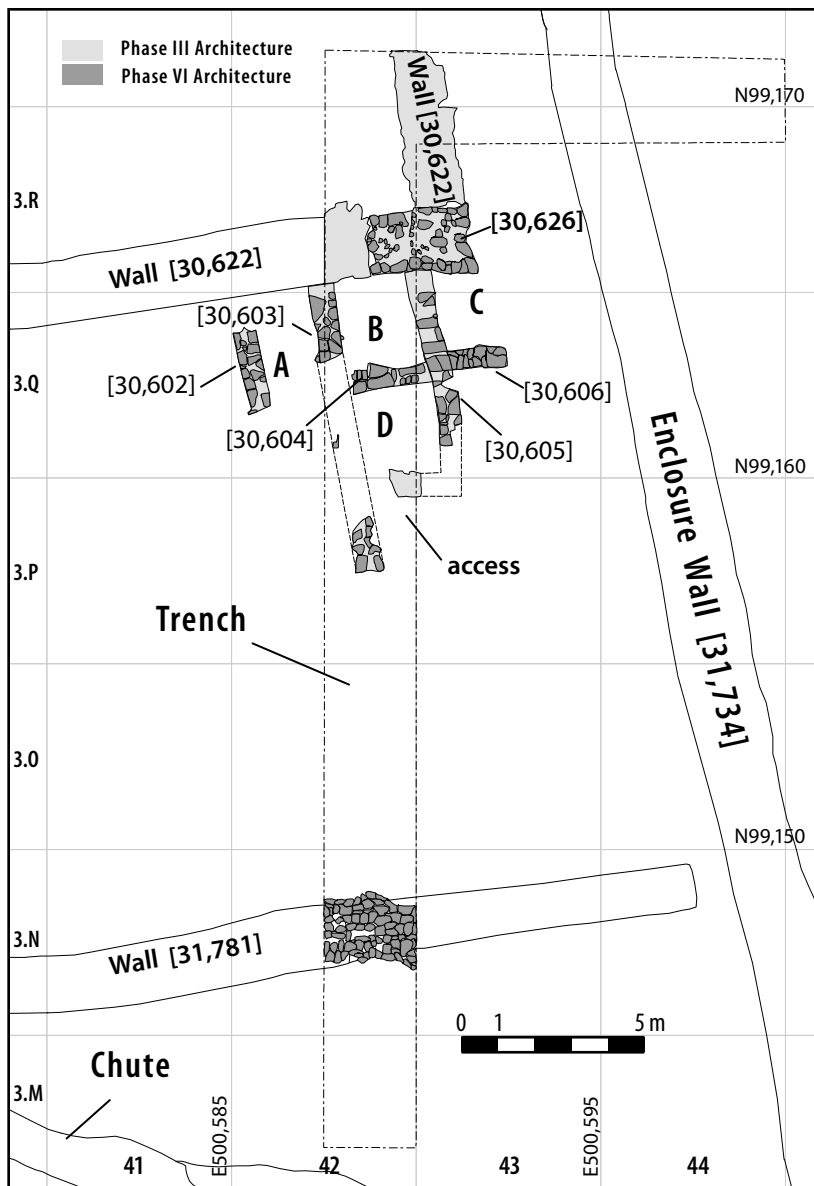 Phase III Architecture
Phase VI Architecture
Wall [30,622]
N99,170
3.R
[30,626]
Wall [30,622]
C
[30,603]
B
[30,602]
A
3.Q
[30,606]
[30,604]
D
[30,605]
Enclosure Wall [31,734]
N99,160
access
3.P
Trench
3.O
N99,150
3.N
Wall [31,781]
0 1 5 m
Chute
3.M
E500,585
E500,595
41 42 43 44